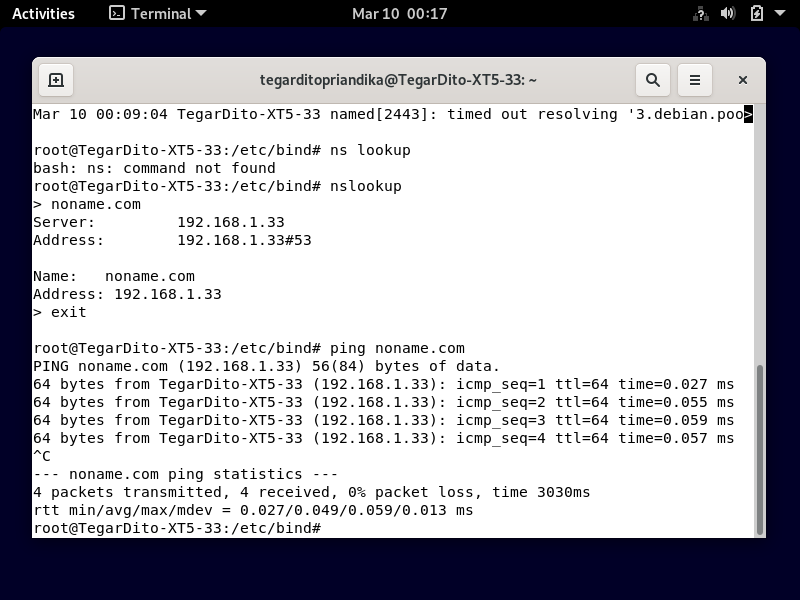 Activities Terminal Mar 10 00:17
tegarditopriandika@TegarDito-XT5-33: ~
Mar 10 00:09:04 TegarDito-XT5-33 named[2443]: timed out resolving '3.debian.poo>
root@TegarDito-XT5-33:/etc/bind# ns lookup
bash: ns: command not found
root@TegarDito-XT5-33:/etc/bind# nslookup
> noname.com
Server:         192.168.1.33
Address:        192.168.1.33#53
Name:   noname.com
Address: 192.168.1.33
> exit
root@TegarDito-XT5-33:/etc/bind# ping noname.com
PING noname.com (192.168.1.33) 56(84) bytes of data.
64 bytes from TegarDito-XT5-33 (192.168.1.33): icmp_seq=1 ttl=64 time=0.027 ms
64 bytes from TegarDito-XT5-33 (192.168.1.33): icmp_seq=2 ttl=64 time=0.055 ms
64 bytes from TegarDito-XT5-33 (192.168.1.33): icmp_seq=3 ttl=64 time=0.059 ms
64 bytes from TegarDito-XT5-33 (192.168.1.33): icmp_seq=4 ttl=64 time=0.057 ms
^C
--- noname.com ping statistics ---
4 packets transmitted, 4 received, 0% packet loss, time 3030ms
rtt min/avg/max/mdev = 0.027/0.049/0.059/0.013 ms
root@TegarDito-XT5-33:/etc/bind#